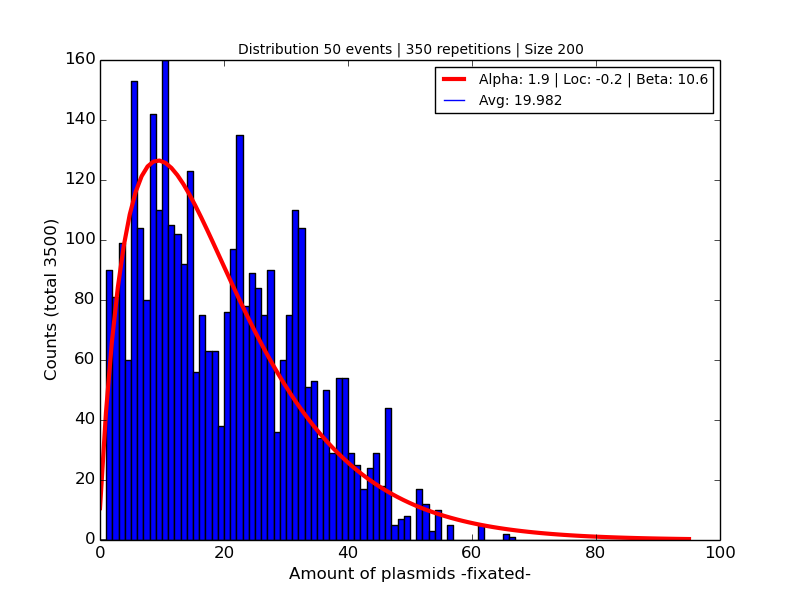 Distribution 50 events | 350 repetitions | Size 200
160
140
120
100
80
60
40
20
0
Counts (total 3500)
Alpha: 1.9 | Loc: -0.2 | Beta: 10.6
Avg: 19.982
0 20 40 60 80 100
Amount of plasmids -fixated-